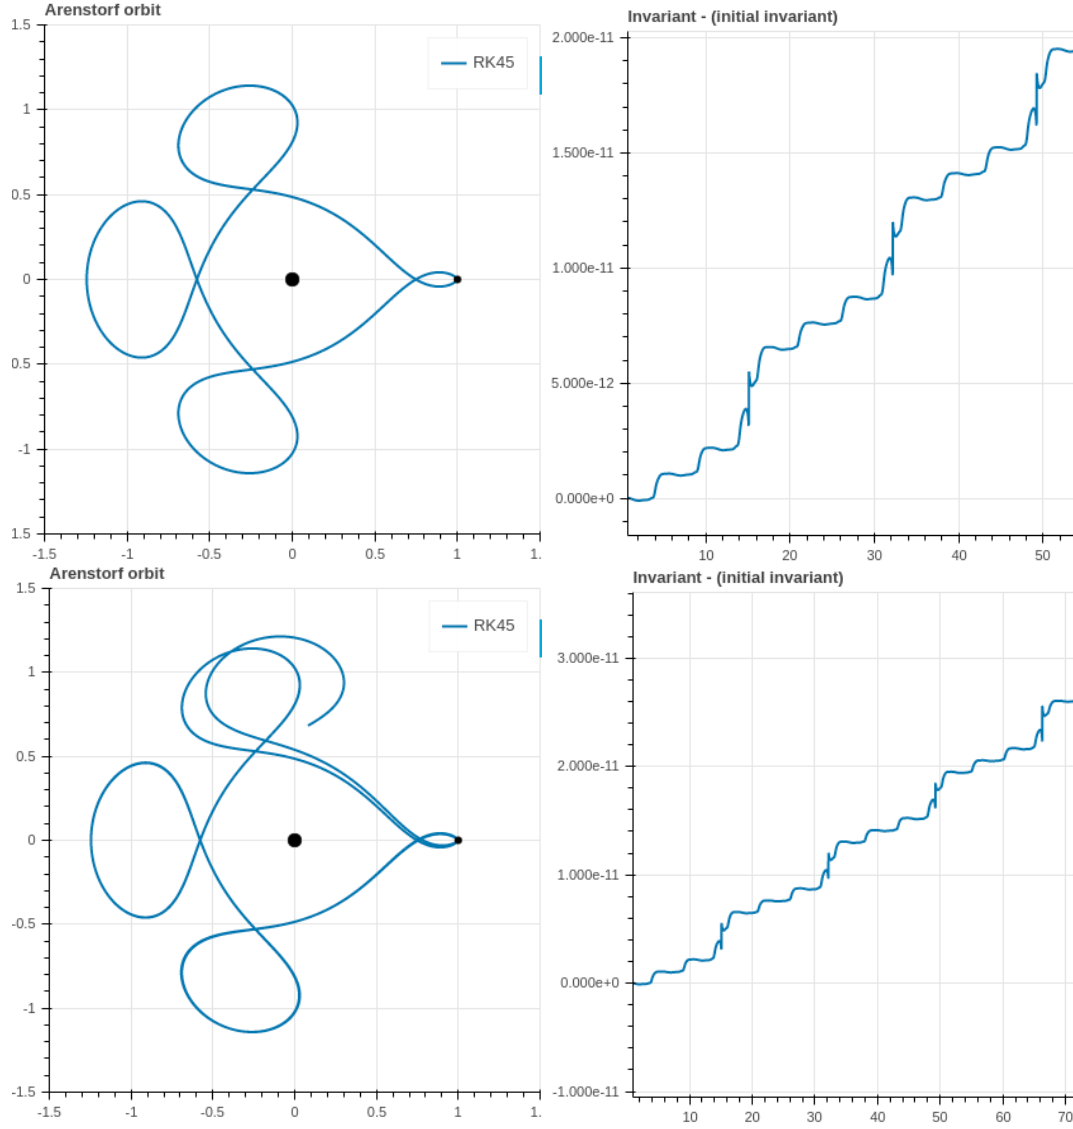 Arenstorf orbit
1.5
1
0.5
0
0.5
-1
1.5
-1.5 -1 -0.5 0 0.5 1 1.
RK45
Invariant - (initial invariant)
2.000e-11
1.500e-11
1.000e-11
5.000e-12
0.000e+0
10 20 30 40 50
Arenstorf orbit
1.5
1
0.5
0
-0.5
-1
-1.5
-1.5 -1 -0.5 0 0.5 1 1.
RK45
Invariant - (initial invariant)
3.000e-11
2.000e-11
1.000e-11
0.000e+0
-1.000e-11
10 20 30 40 50 60 70